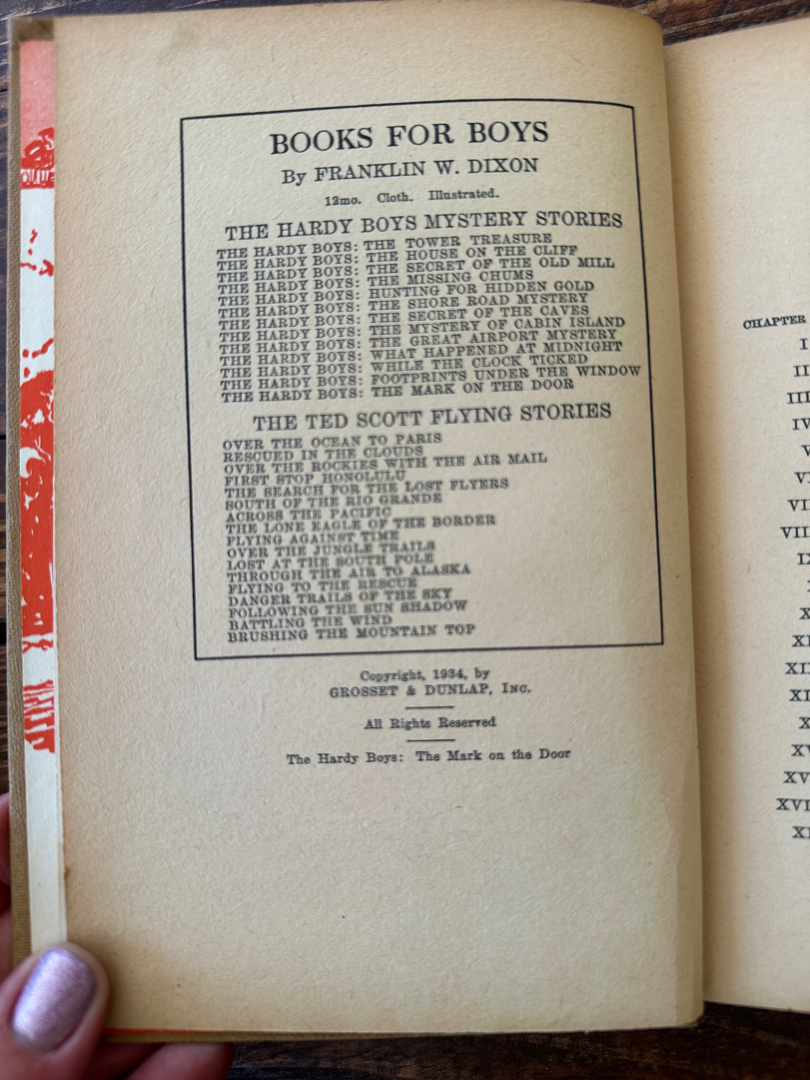 BOOKS FOR BOYS
By FRANKLIN W. DIXON
12mo. Cloth. Illustrated.
THE HARDY BOYS MYSTERY STORIES
THE HARDY BOYS: THE TOWER TREASURE
THE HARDY BOYS: THE HOUSE ON THE CLIFF
THE HARDY BOYS: THE SECRET OF THE OLD MILL
THE HARDY BOYS: THE MISSING CHUMS
THE HARDY BOYS: HUNTING FOR HIDDEN GOLD
THE HARDY BOYS: THE SHORE ROAD MYSTERY
THE HARDY BOYS: THE SECRET OF THE CAVES
THE HARDY BOYS: THE MYSTERY OF CABIN ISLAND
THE HARDY BOYS: THE GREAT AIRPORT MYSTERY
THE HARDY BOYS: WHAT HAPPENED AT MIDNIGHT
THE HARDY BOYS: WHILE THE CLOCK TICKED
THE HARDY BOYS: FOOTPRINTS UNDER THE WINDOW
THE HARDY BOYS: THE MARK ON THE DOOR
THE TED SCOTT FLYING STORIES
OVER THE OCEAN TO PARIS
RESCUED IN THE CLOUDS
OVER THE ROCKIES WITH THE AIR MAIL
FIRST STOP HONOLULU
THE SEARCH FOR THE LOST FLYERS
SOUTH OF THE RIO GRANDE
ACROSS THE PACIFIC
THE LONE EAGLE OF THE BORDER
FLYING AGAINST TIME
OVER THE JUNGLE TRAILS
LOST AT THE SOUTH POLE
THROUGH THE AIR TO ALASKA
FLYING TO THE RESCUE
DANGER TRAILS OF THE SKY
FOLLOWING THE SUN SHADOW
BATTLING THE WIND
BRUSHING THE MOUNTAIN TOP
Copyright, 1934, by
GROSSET & DUNLAP, INC.
All Rights Reserved
The Hardy Boys: The Mark on the Door
CHAPTER
I
II
III